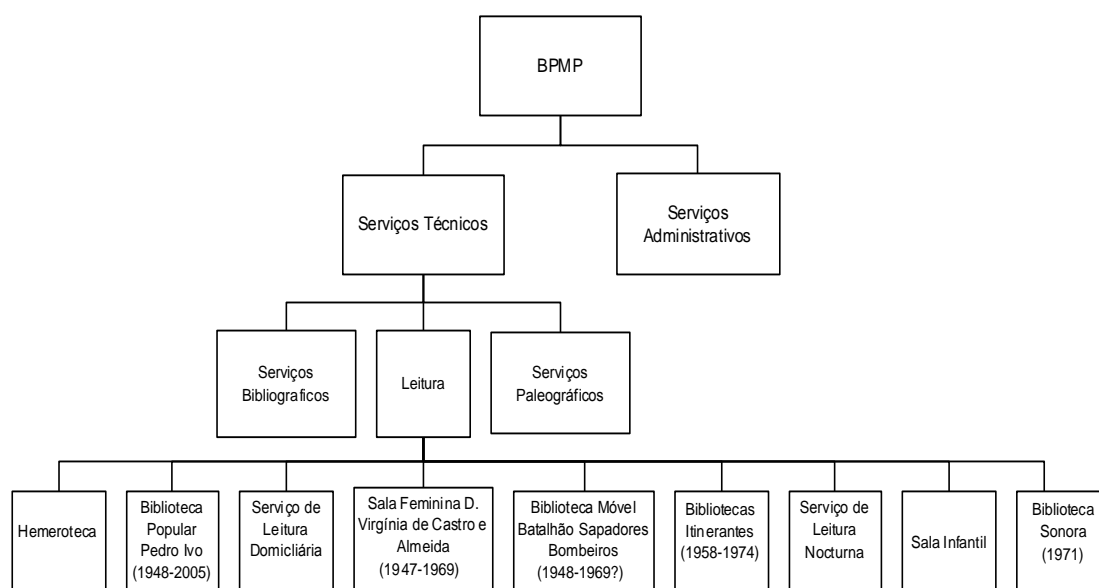 BPMP
Serviços Técnicos
Serviços
Administrativos
Serviços
Bibliograficos
Leitura
Serviços
Paleográficos
Hemeroteca
Biblioteca
Popular
Pedro Ivo
(1948-2005)
Serviço de
Leitura
Domicliária
Sala Feminina D.
Virgínia de Castro e
Almeida
(1947-1969)
Biblioteca Móvel
Batalhão Sapadores
Bombeiros
(1948-1969?)
Bibliotecas
Itinerantes
(1958-1974)
Serviço de
Leitura
Nocturna
Sala Infantil
Biblioteca
Sonora
(1971)